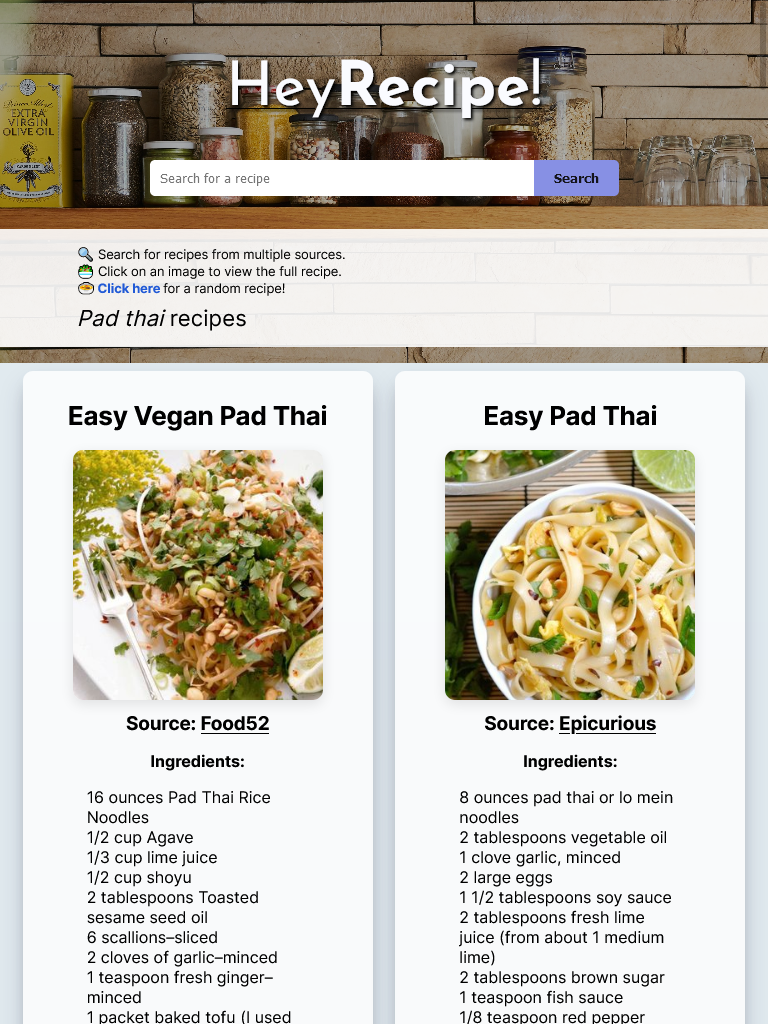 HeyRecipe!
EXTRA
VIRGIN
OLIVE OIL
Search for a recipe
Search
🔍 Search for recipes from multiple sources.
🥗 Click on an image to view the full recipe.
🍛 Click here for a random recipe!
Pad thai recipes
Easy Vegan Pad Thai
Source: Food52
Ingredients:
16 ounces Pad Thai Rice
Noodles
1/2 cup Agave
1/3 cup lime juice
1/2 cup shoyu
2 tablespoons Toasted
sesame seed oil
6 scallions–sliced
2 cloves of garlic–minced
1 teaspoon fresh ginger–
minced
1 packet baked tofu (I used
Easy Pad Thai
Source: Epicurious
Ingredients:
8 ounces pad thai or lo mein
noodles
2 tablespoons vegetable oil
1 clove garlic, minced
2 large eggs
1 1/2 tablespoons soy sauce
2 tablespoons fresh lime
juice (from about 1 medium
lime)
2 tablespoons brown sugar
1 teaspoon fish sauce
1/8 teaspoon red pepper